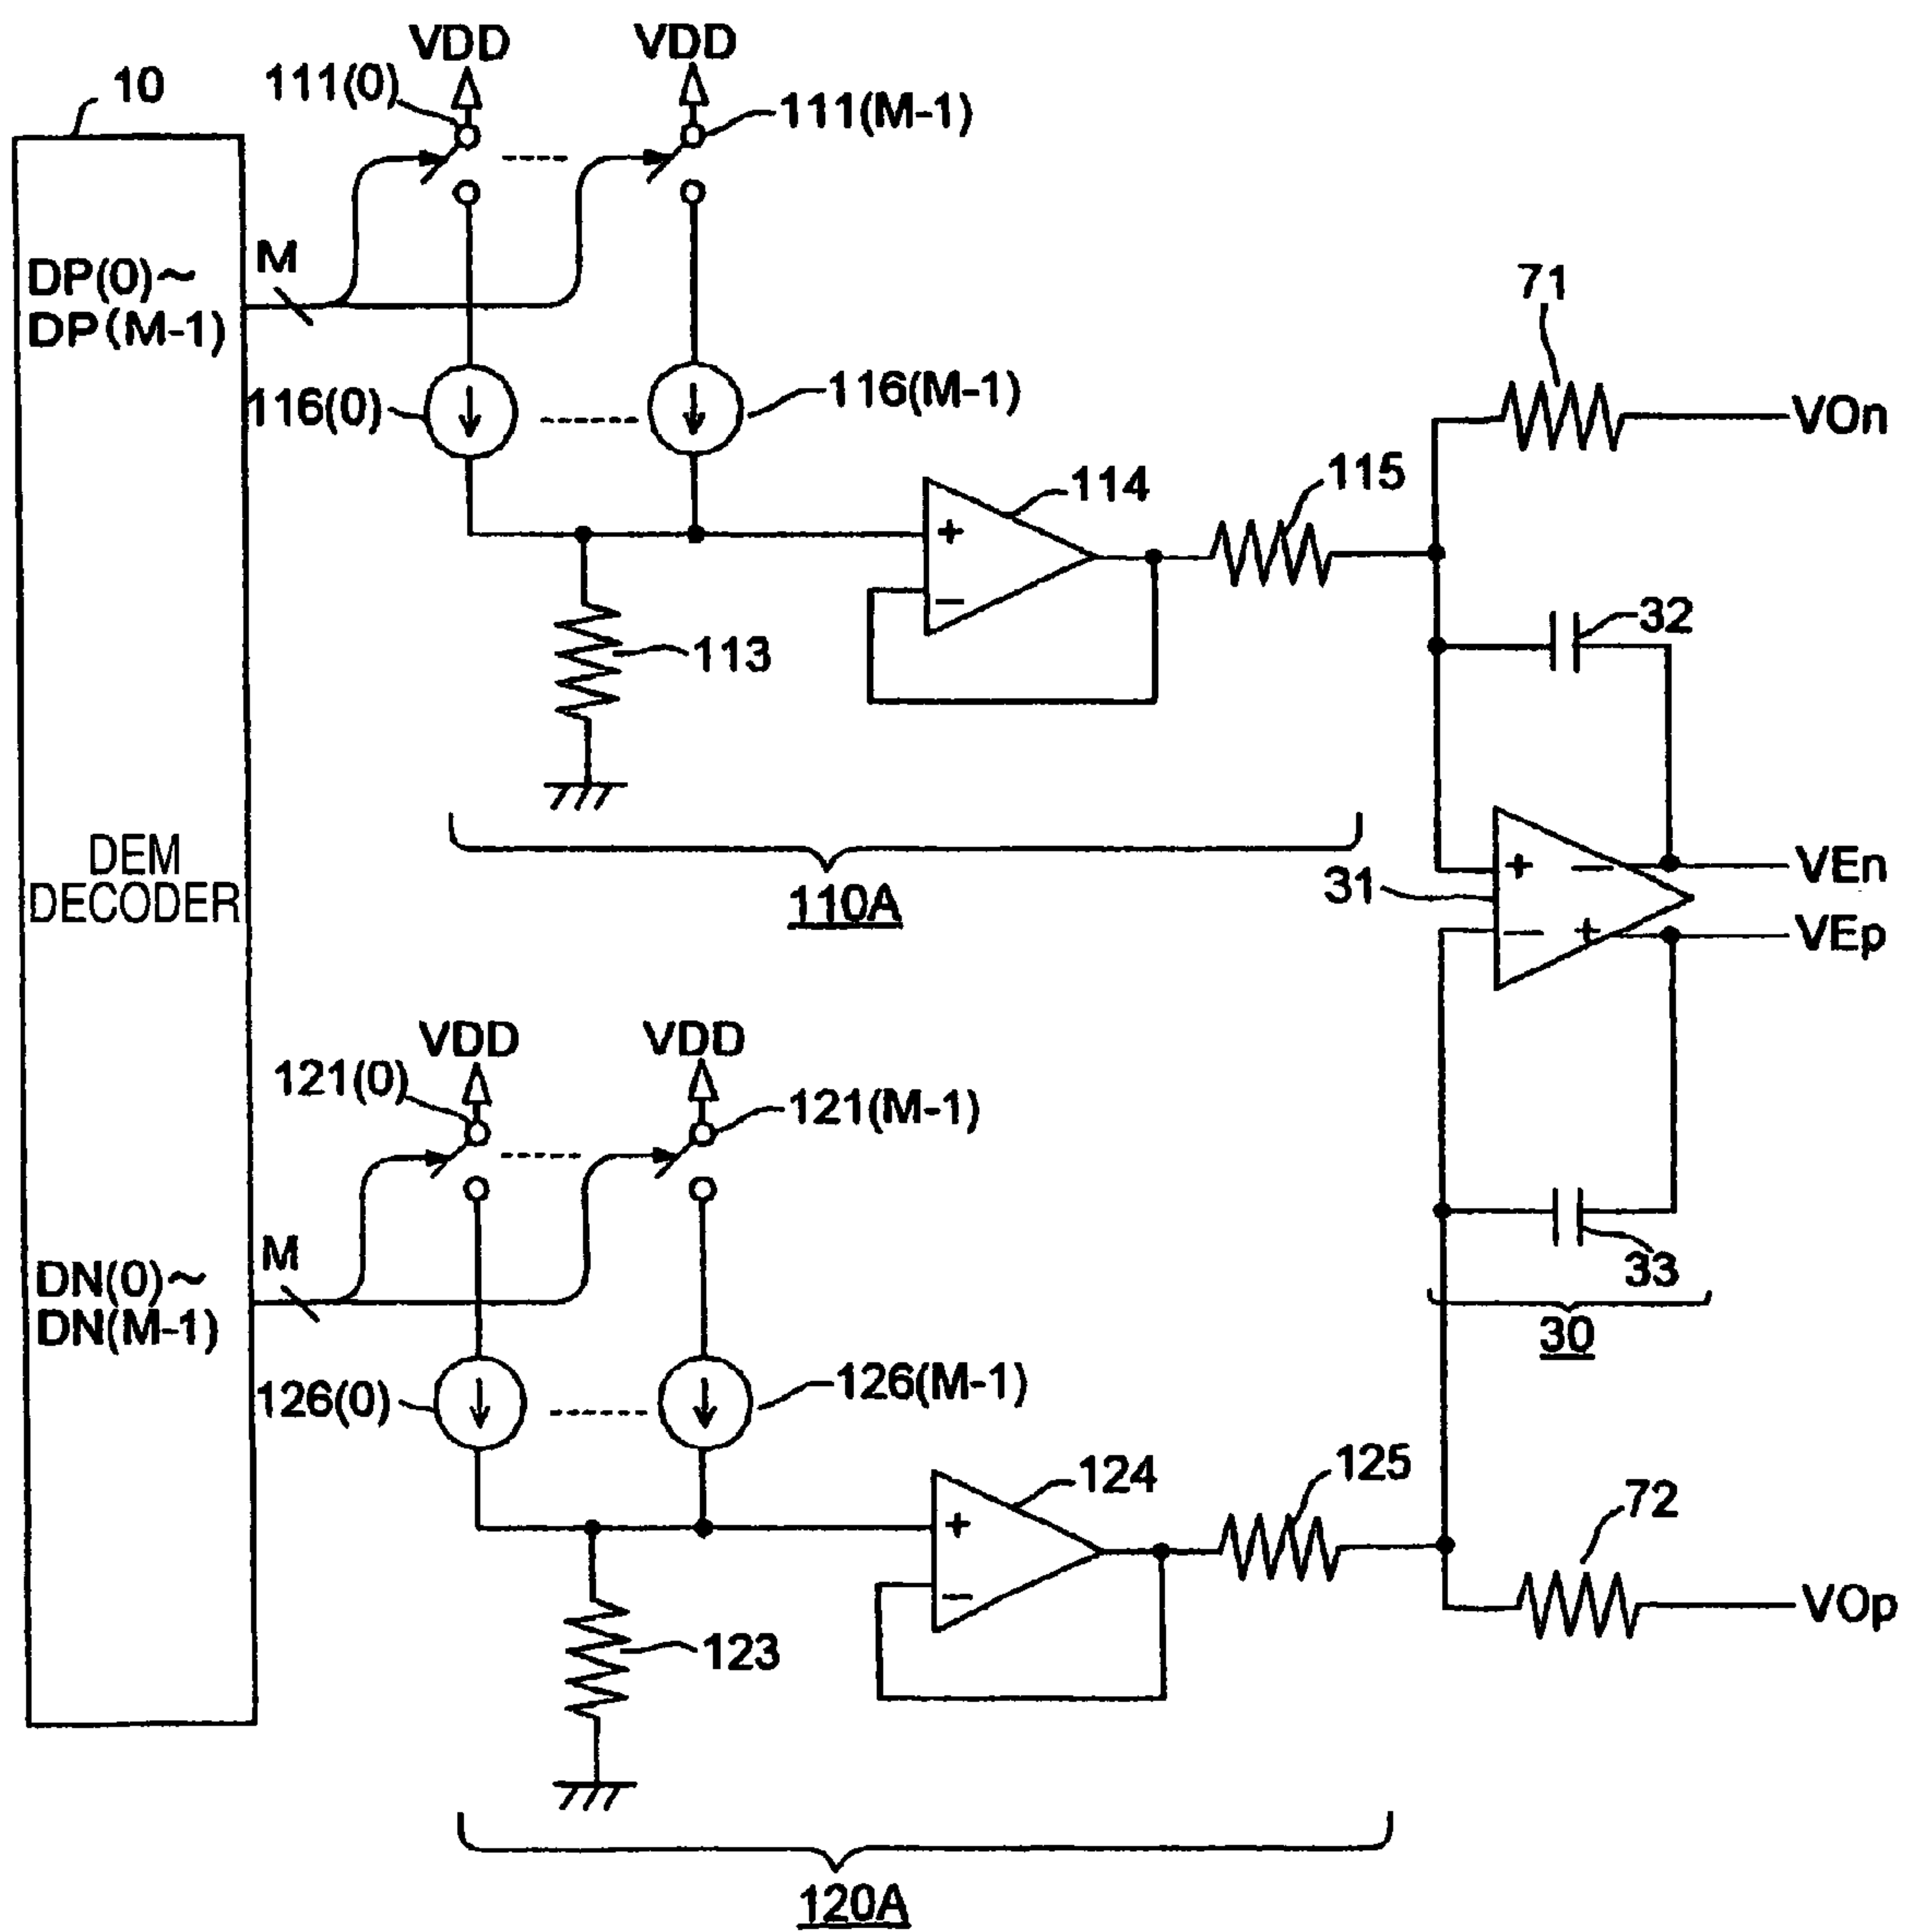 10
111(0)
VDD
VDD
111(M-1)
DP(0)~
DP(M-1)
M
116(0)
116(M-1)
71
VOn
+
−
114
115
113
32
110A
DEM
DECODER
31
+
−
−
+
VEn
VEp
VDD
VDD
121(0)
121(M-1)
DN(0)~
DN(M-1)
M
33
30
126(0)
126(M-1)
+
−
124
125
72
VOp
123
120A